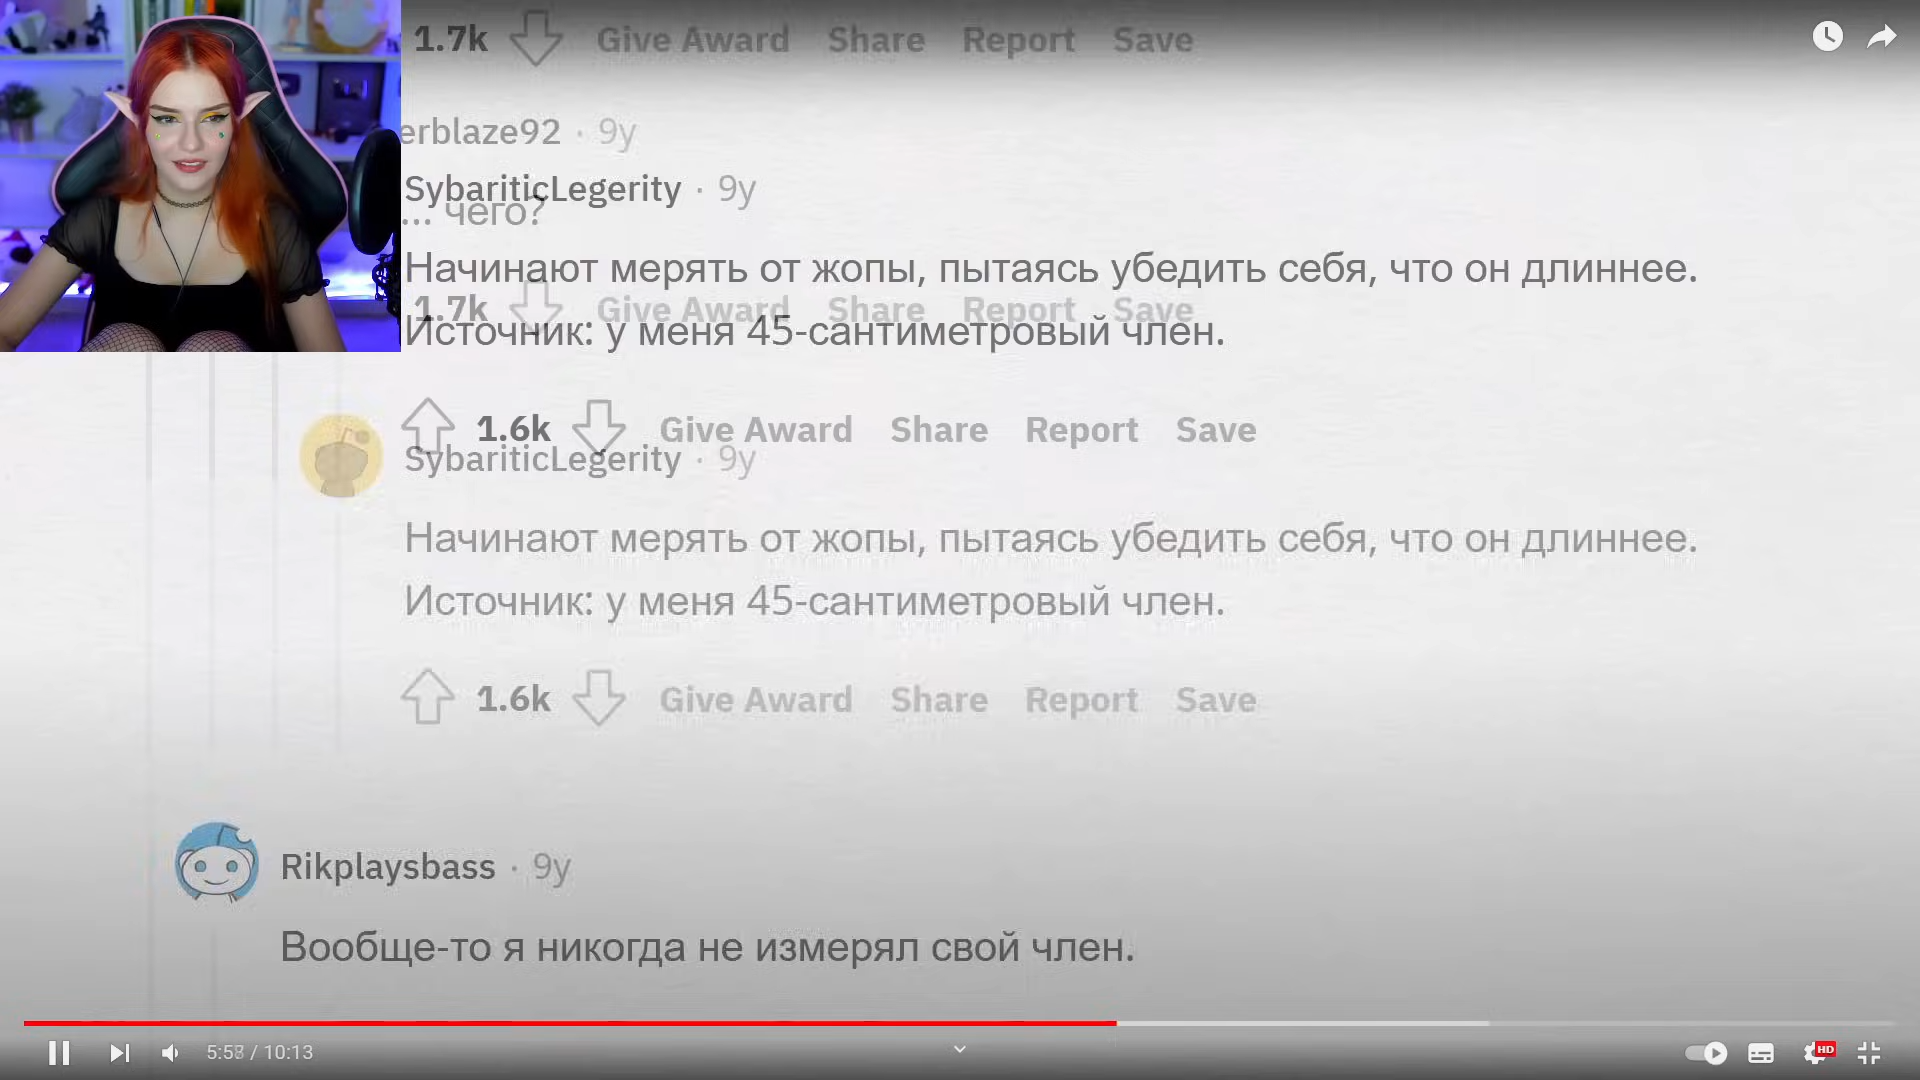 1.7k Give Award Share Report Save
erblaze92 · 9y
SybariticLegerity · 9y
... чего?
Начинают мерять от жопы, пытаясь убедить себя, что он длиннее.
1.7k Give Award Share Report Save
Источник: у меня 45-сантиметровый член.
1.6k Give Award Share Report Save
SybariticLegerity · 9y
Начинают мерять от жопы, пытаясь убедить себя, что он длиннее.
Источник: у меня 45-сантиметровый член.
1.6k Give Award Share Report Save
Rikplaysbass · 9y
Вообще-то я никогда не измерял свой член.
5:58 / 10:13
HD